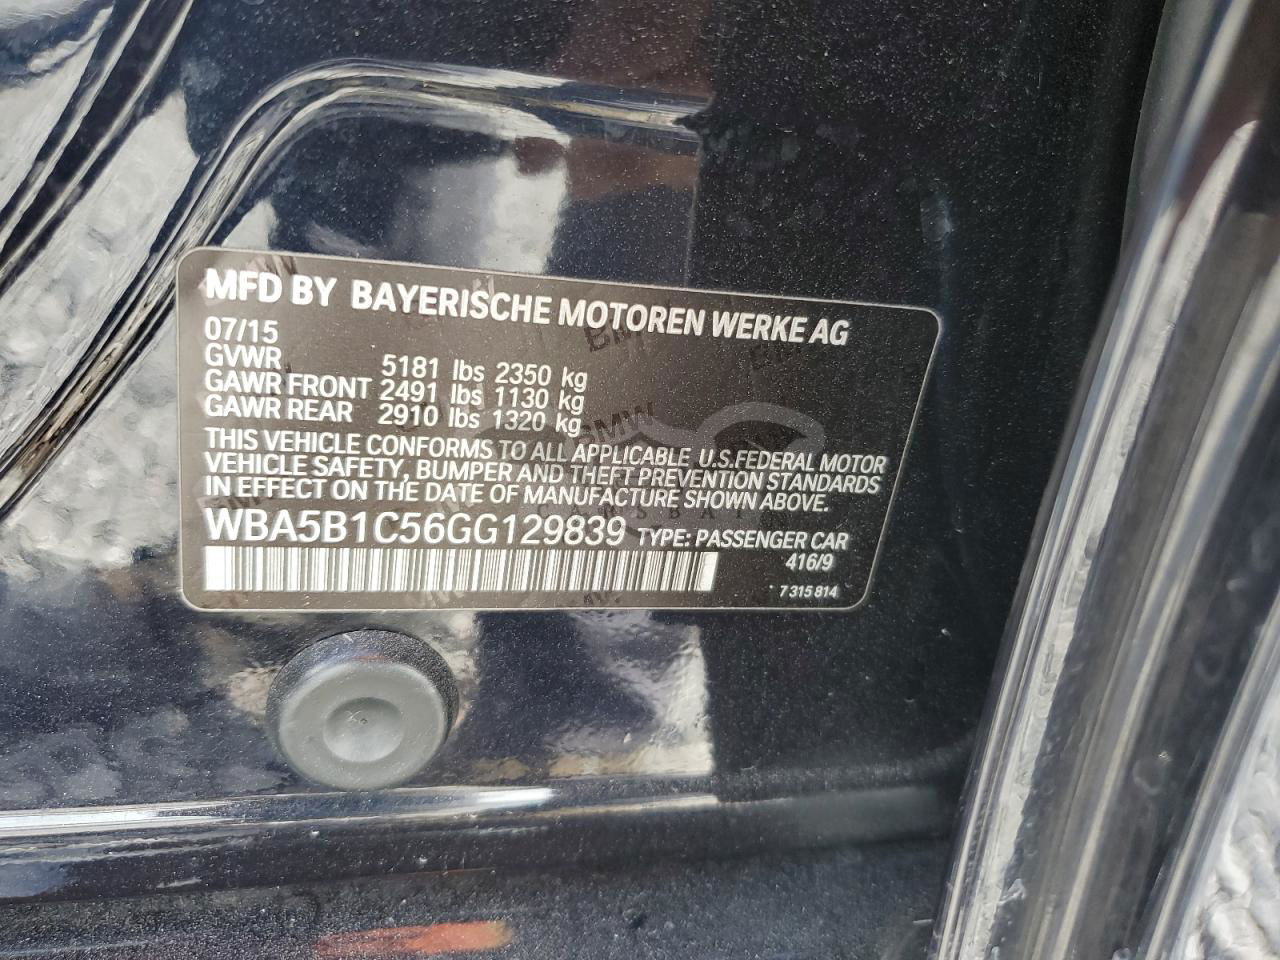 MFD BY BAYERISCHE MOTOREN WERKE AG
07/15
GVWR 5181 lbs 2350 kg
GAWR FRONT 2491 lbs 1130 kg
GAWR REAR 2910 lbs 1320 kg
THIS VEHICLE CONFORMS TO ALL APPLICABLE U.S.FEDERAL MOTOR
VEHICLE SAFETY, BUMPER AND THEFT PREVENTION STANDARDS
IN EFFECT ON THE DATE OF MANUFACTURE SHOWN ABOVE.
WBA5B1C56GG129839 TYPE: PASSENGER CAR
416/9
7 315 814